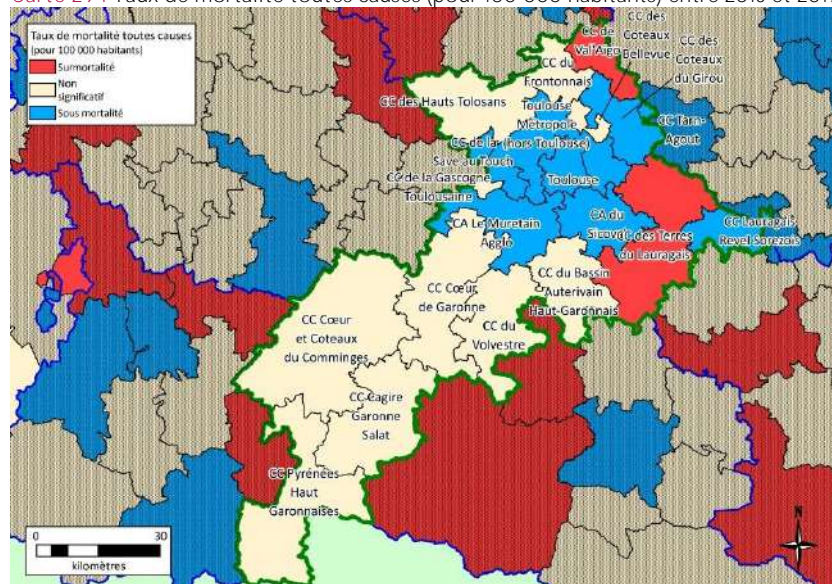 Taux de mortalité toutes causes (pour 100 000 habitants) entre
Taux de mortalité toutes causes
(pour 100 000 habitants)
Surmortalité
Non
significatif
Sous mortalité
CC de
Val'Aïgo
CC des
Coteaux
Bellevue
CC des
Coteaux
du Girou
CC du
Frontonnais
CC des Hauts Tolosans
Toulouse
Métropole
(hors Toulouse)
CC Tarn-
Agout
CC de la
Save au Touch
CC de la Gascogne
Toulousaine
Toulouse
CA Le Muretain
Agglo
CA du
Sicoval
CC des Terres
du Lauragais
CC Lauragais
Revel Sorezois
CC du Bassin
Auterivain
Haut-Garonnais
CC Cœur
de Garonne
CC Cœur
et Coteaux
du Comminges
CC du
Volvestre
CC Cagire
Garonne
Salat
CC Pyrénées
Haut
Garonnaises
0
30
kilomètres
N